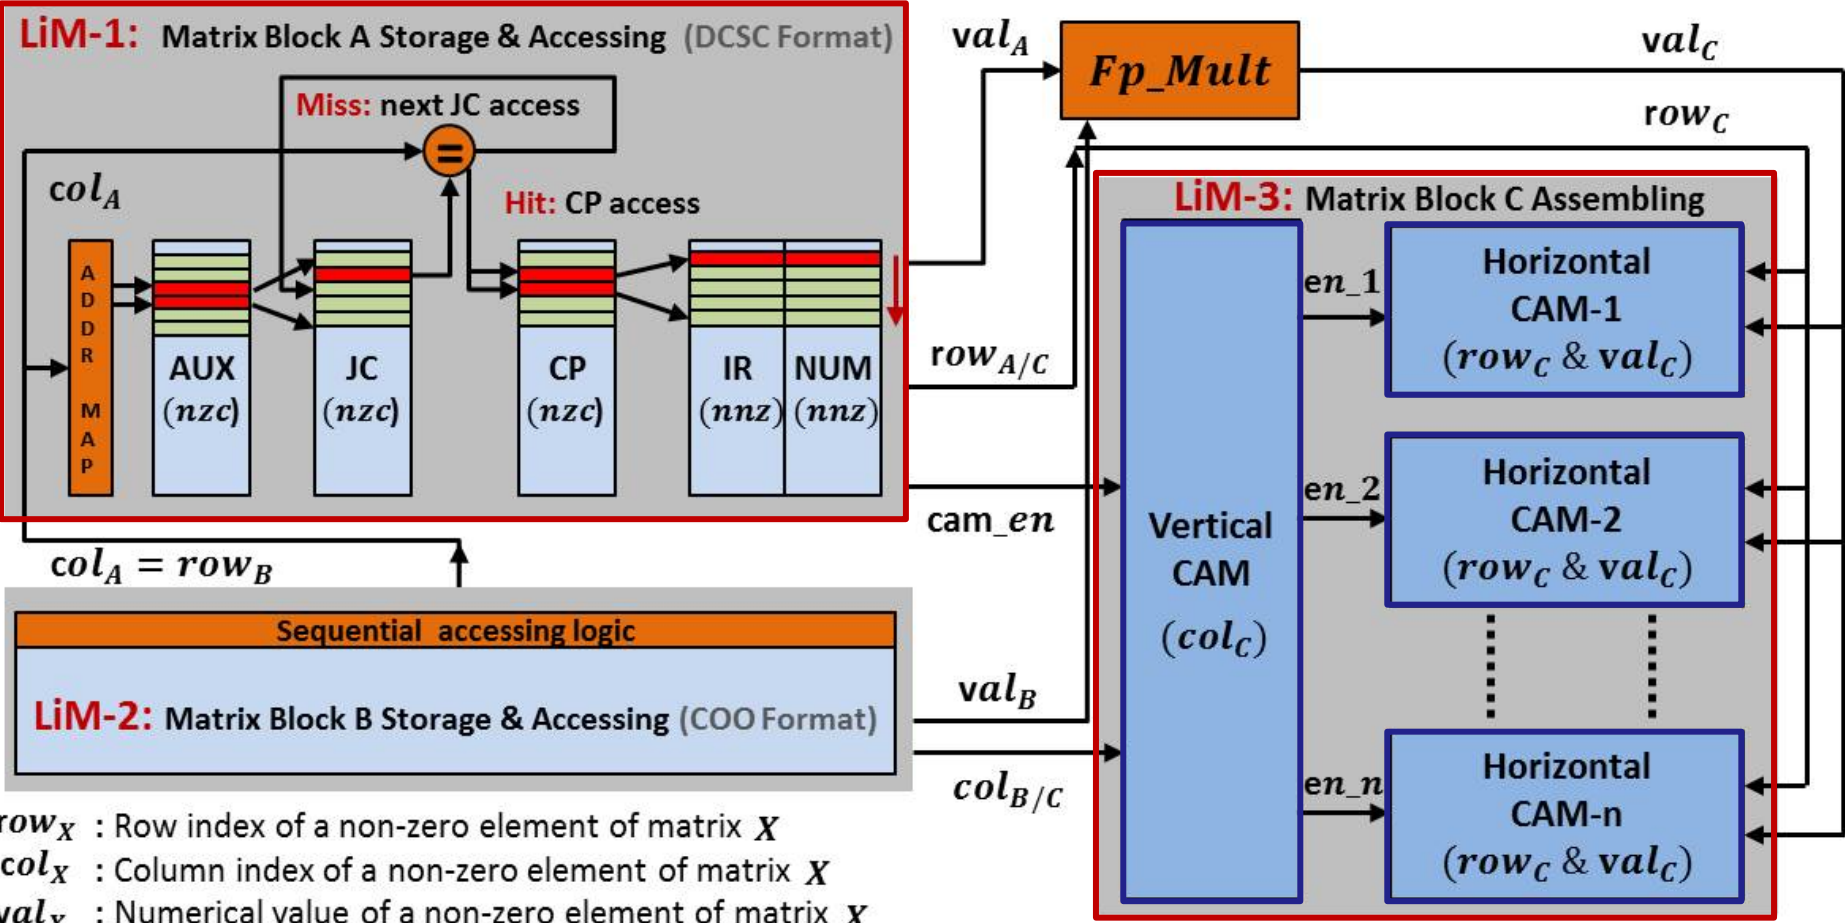 LiM-1: Matrix Block A Storage & Accessing (DCSC Format)
Miss: next JC access
=
col_A
Hit: CP access
ADDR MAP
AUX
(nzc)
JC
(nzc)
CP
(nzc)
IR
(nnz)
NUM
(nnz)
col_A = row_B
Sequential accessing logic
LiM-2: Matrix Block B Storage & Accessing (COO Format)
val_A
Fp_Mult
val_C
row_C
row_A/C
cam_en
val_B
col_B/C
LiM-3: Matrix Block C Assembling
Vertical
CAM
(col_C)
en_1
Horizontal
CAM-1
(row_C & val_C)
en_2
Horizontal
CAM-2
(row_C & val_C)
en_n
Horizontal
CAM-n
(row_C & val_C)
row_X : Row index of a non-zero element of matrix X
col_X : Column index of a non-zero element of matrix X
val_X : Numerical value of a non-zero element of matrix X